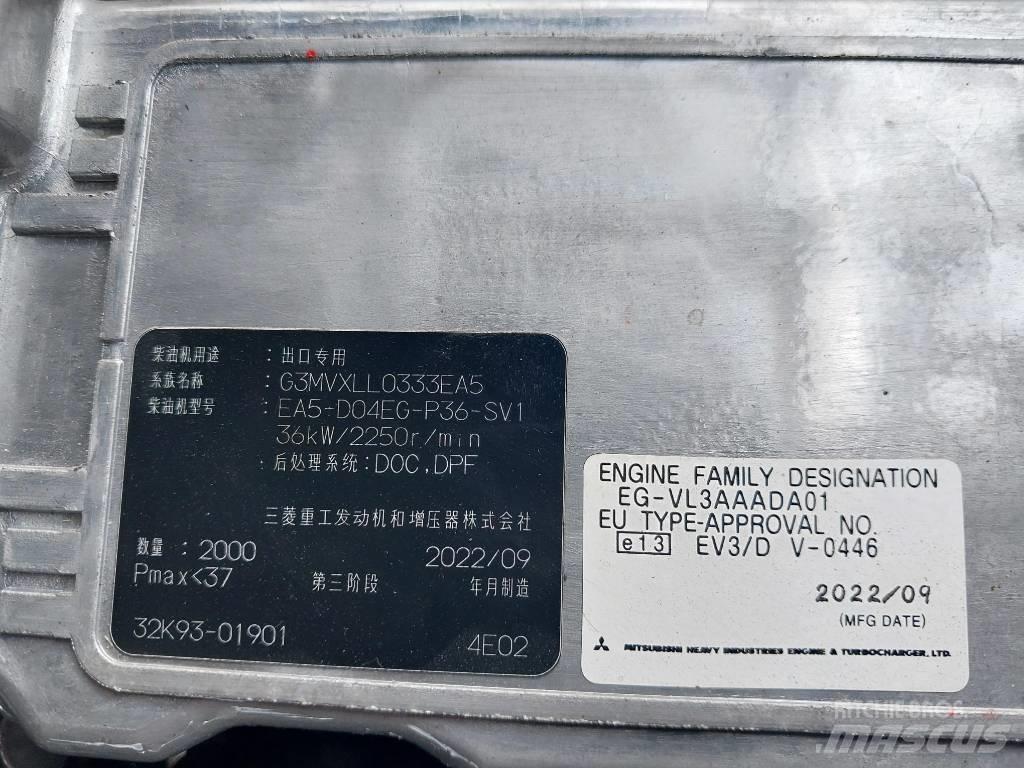 柴油机用途 : 出口专用
系族名称 : G3MVXLL0333EA5
柴油机型号 : EA5-D04EG-P36-SV1
36kW/2250r/min
后处理系统: DOC, DPF
三菱重工发动机和增压器株式会社
数量 : 2000 2022/09
Pmax<37 第三阶段 年月制造
32K93-01901 4E02
ENGINE FAMILY DESIGNATION
EG-VL3AAADA01
EU TYPE-APPROVAL NO.
e13 EV3/D V-0446
2022/09
(MFG DATE)
MITSUBISHI HEAVY INDUSTRIES ENGINE & TURBOCHARGER, LTD.
RITCHIE BROS.
MASCUS